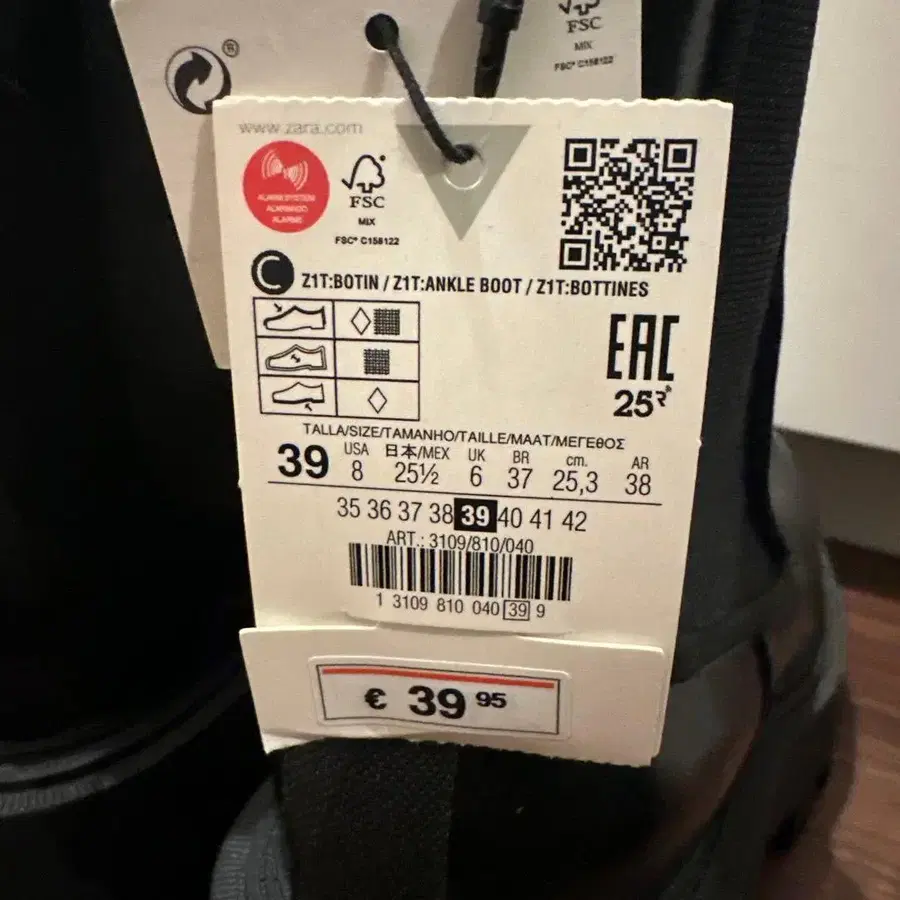 ®
FSC
MIX
FSC® C158122
www.zara.com
ALARM SYSTEM
ALARMADO
ALARME
FSC
MIX
FSC® C158122
C
Z1T:BOTIN / Z1T:ANKLE BOOT / Z1T:BOTTINES
EAC
25
TALLA/SIZE/TAMANHO/TAILLE/MAAT/ΜΕΓΕΘΟΣ
39 USA 8 日本/MEX 25½ UK 6 BR 37 cm. 25,3 AR 38
35 36 37 38 39 40 41 42
ART.: 3109/810/040
1 3109 810 040 39 9
€ 39 95